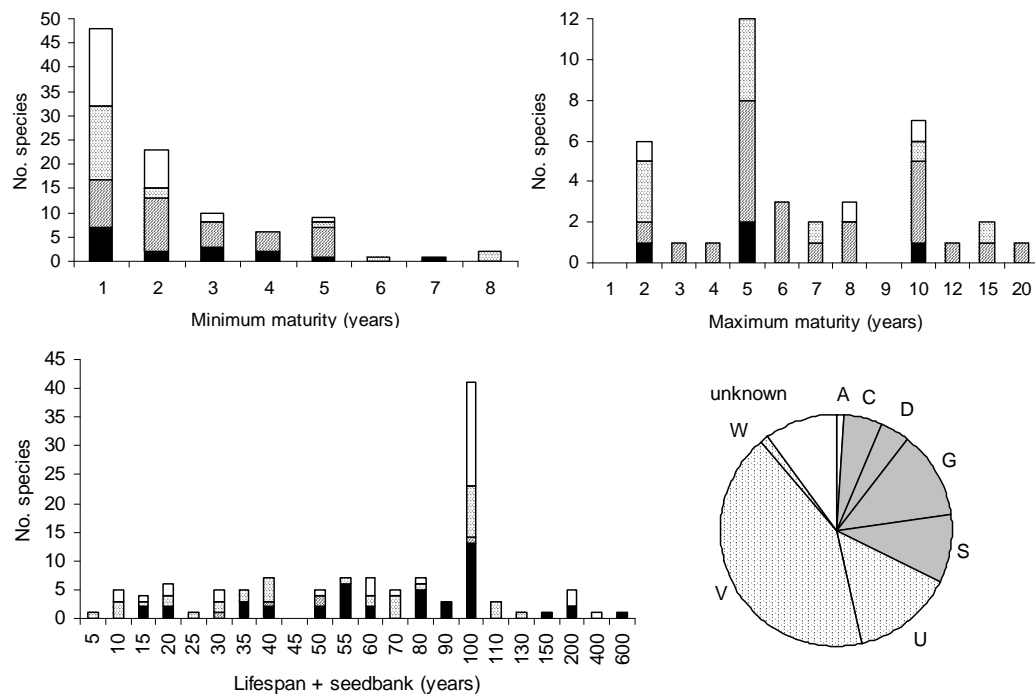 No. species
50
45
40
35
30
25
20
15
10
5
0
1 2 3 4 5 6 7 8
Minimum maturity (years)
No. species
12
10
8
6
4
2
0
1 2 3 4 5 6 7 8 9 10 12 15 20
Maximum maturity (years)
No. species
45
40
35
30
25
20
15
10
5
0
5 10 15 20 25 30 35 40 45 50 55 60 70 80 90 100 110 130 150 200 400 600
Lifespan + seedbank (years)
unknown
A
C
D
G
S
U
V
W